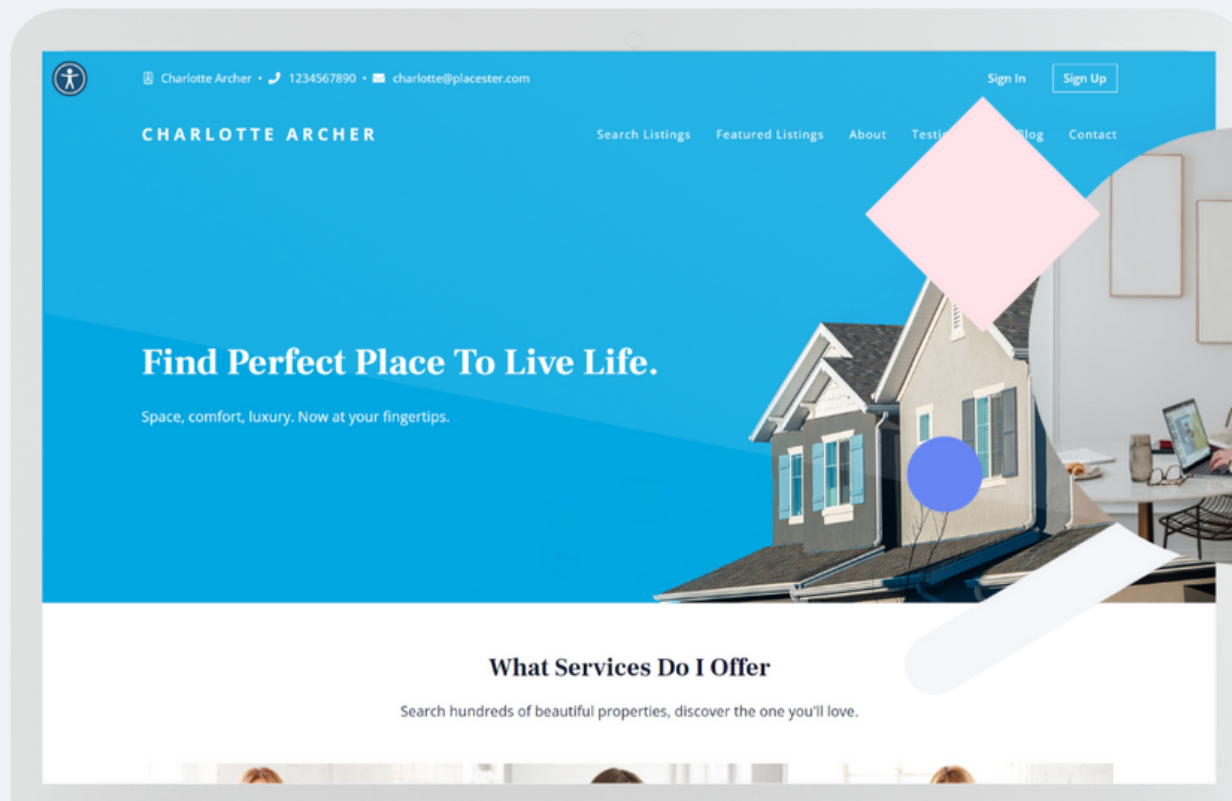 Charlotte Archer • 1234567890 • charlotte@placester.com Sign In Sign Up
CHARLOTTE ARCHER Search Listings Featured Listings About Blog Contact
Find Perfect Place To Live Life.
Space, comfort, luxury. Now at your fingertips.
What Services Do I Offer
Search hundreds of beautiful properties, discover the one you'll love.